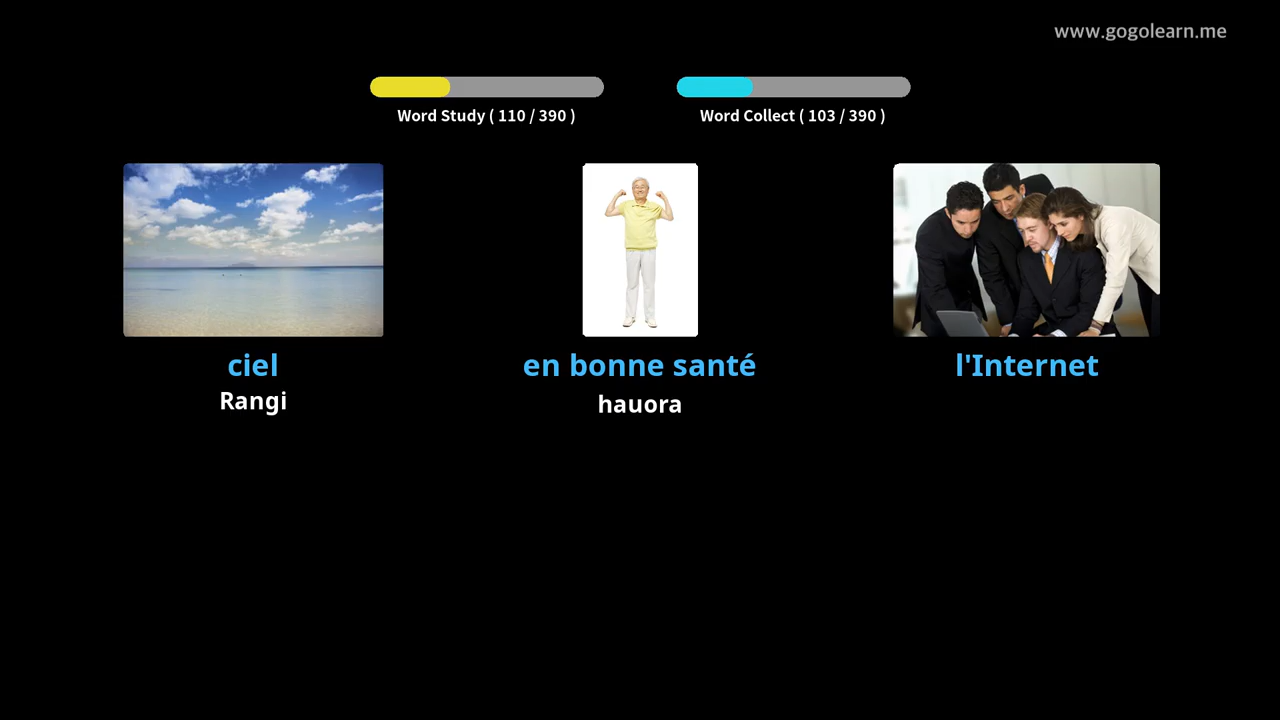 www.gogolearn.me
Word Study ( 110 / 390 )
Word Collect ( 103 / 390 )
ciel
Rangi
en bonne santé
hauora
l'Internet